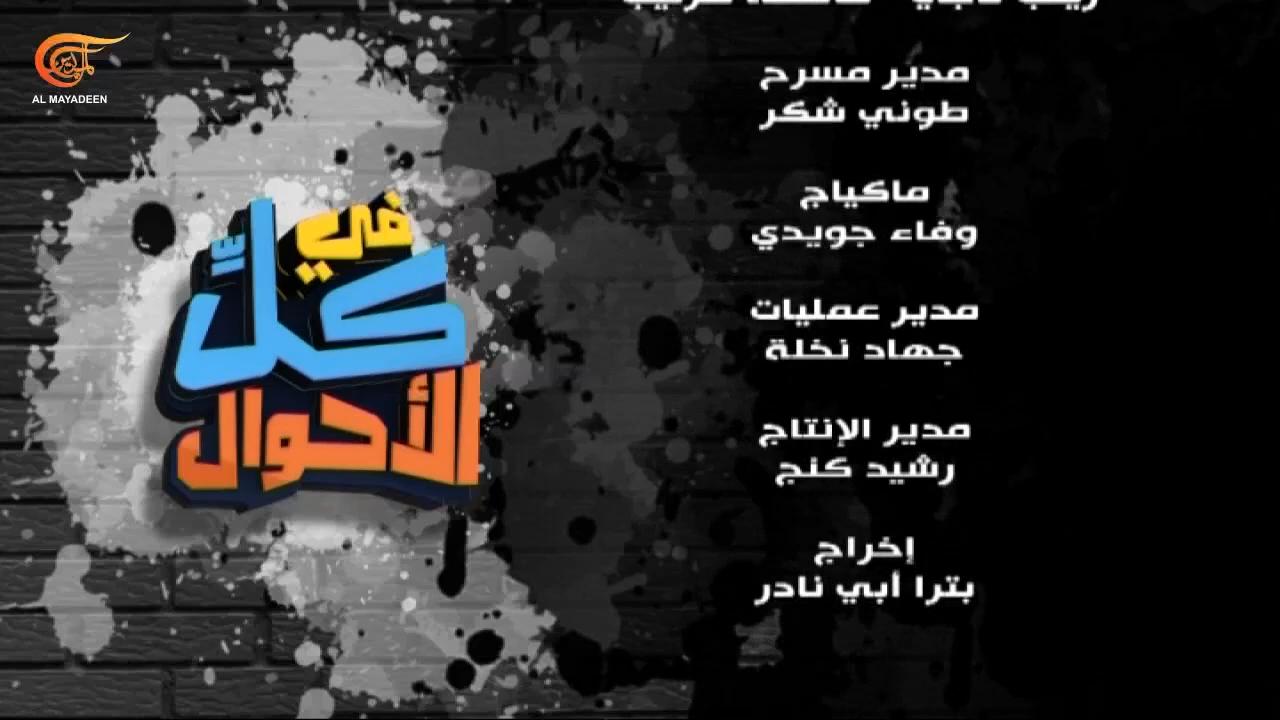 AL MAYADEEN
في
كلّ
الأحوال
مدير مسرح
طوني شكر
ماكياج
وفاء جويدي
مدير عمليات
جهاد نخلة
مدير الإنتاج
رشيد كنج
إخراج
بترا أبي نادر